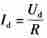 I_d = U_d / R